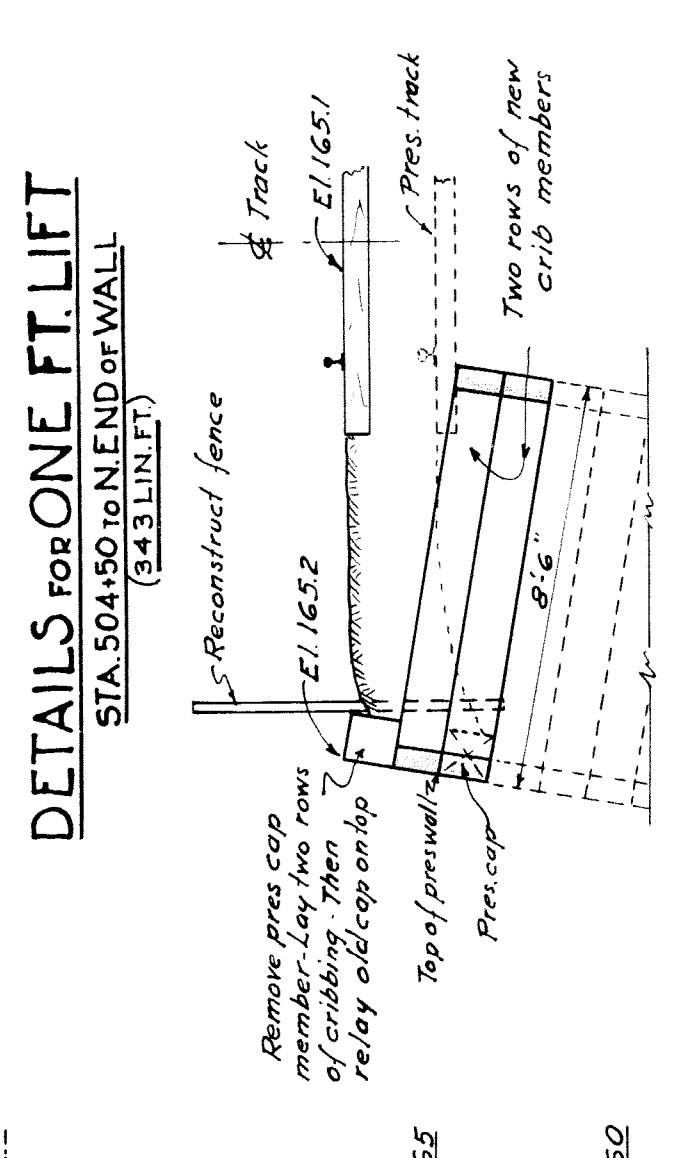 DETAILS FOR ONE FT. LIFT
STA. 504+50 TO N. END OF WALL
(343 LIN. FT.)
Reconstruct fence
℄ Track
El. 165.2
El. 165.1
Remove pres cap
member-Lay two rows
of cribbing - Then
relay old cap on top
Pres. track
Top of pres wall
Pres. cap
Two rows of new
crib members
8'-6"
65
60